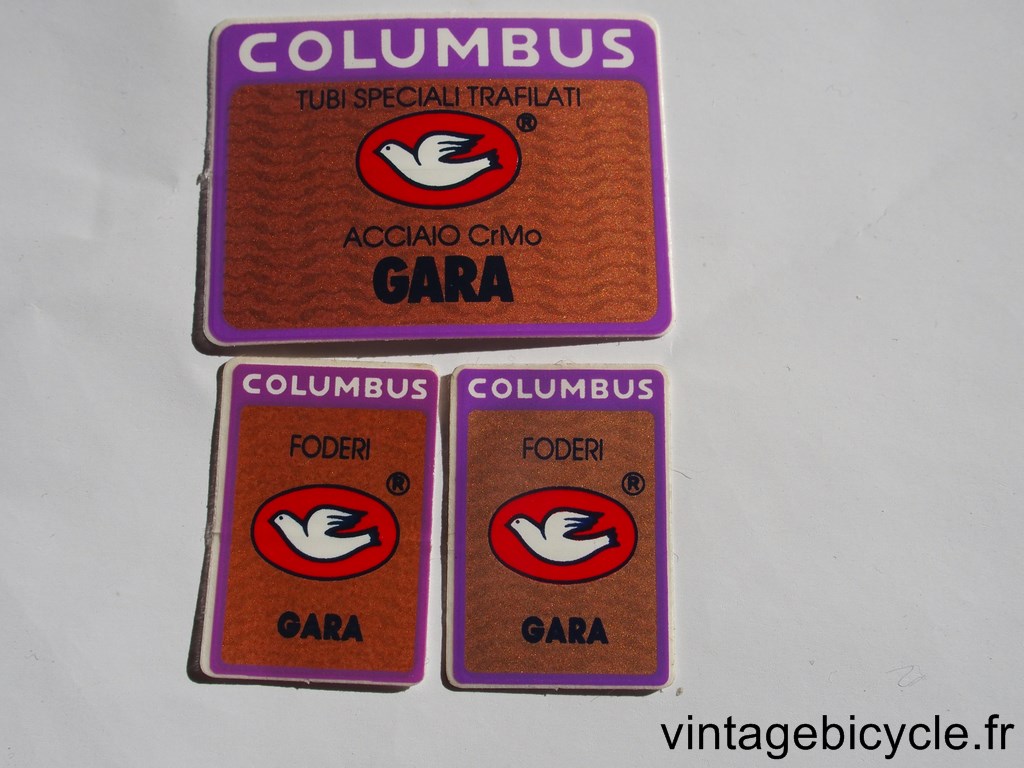 COLUMBUS
TUBI SPECIALI TRAFILATI
®
ACCIAIO CrMo
GARA
COLUMBUS
FODERI
®
GARA
COLUMBUS
FODERI
®
GARA
vintagebicycle.fr